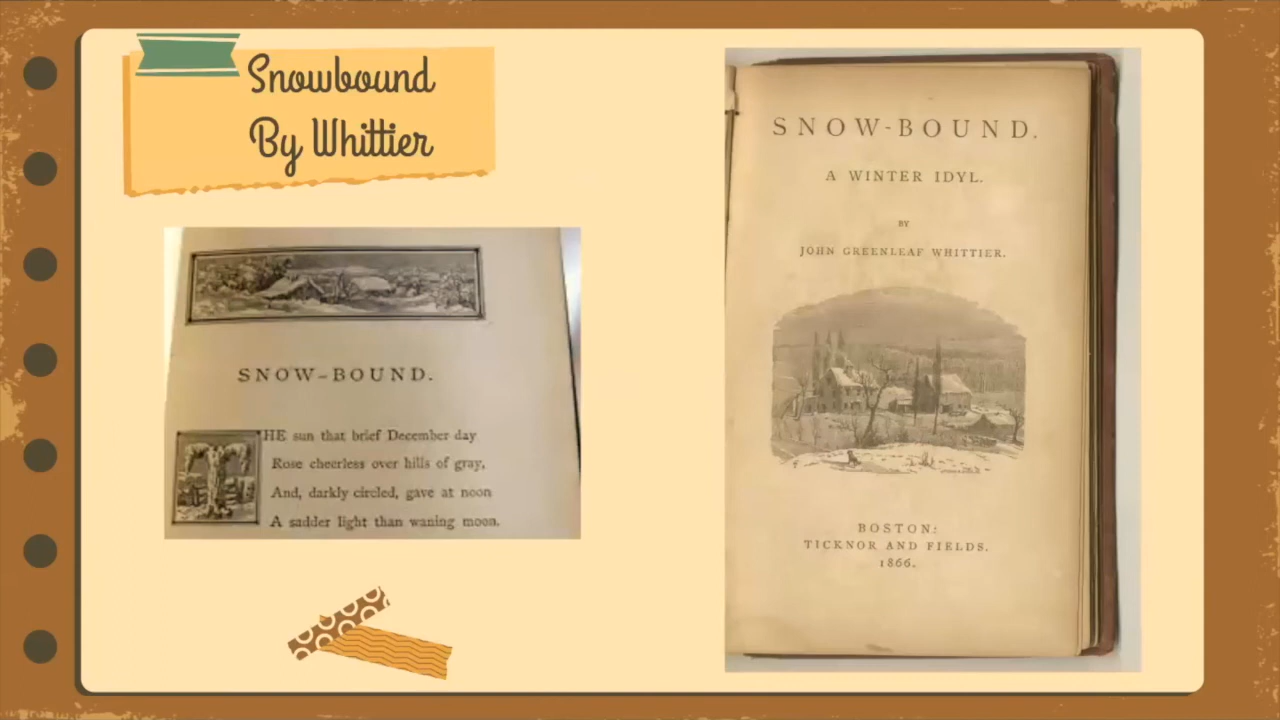 Snowbound
By Whittier
SNOW-BOUND.
THE sun that brief December day
Rose cheerless over hills of gray,
And, darkly circled, gave at noon
A sadder light than waning moon.
SNOW-BOUND.
A WINTER IDYL.
BY
JOHN GREENLEAF WHITTIER.
BOSTON:
TICKNOR AND FIELDS.
1866.